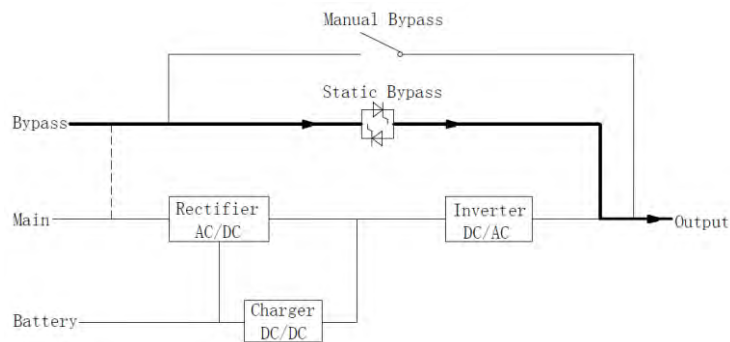 Manual Bypass
Static Bypass
Bypass
Main
Rectifier
AC/DC
Inverter
DC/AC
Output
Battery
Charger
DC/DC